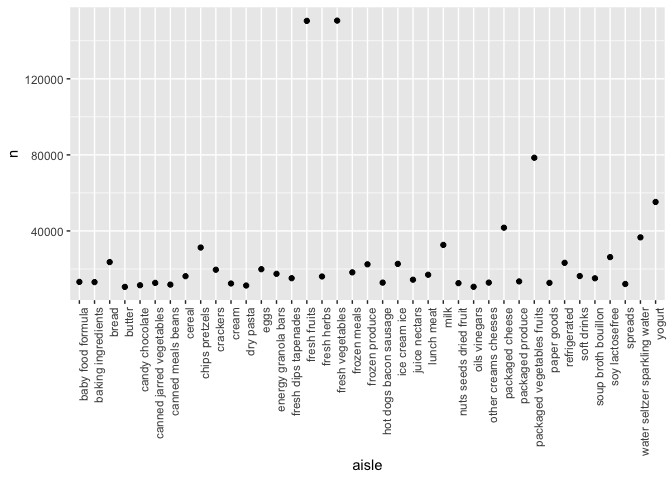 n
120000
80000
40000
baby food formula
baking ingredients
bread
butter
candy chocolate
canned jarred vegetables
canned meals beans
cereal
chips pretzels
crackers
cream
dry pasta
eggs
energy granola bars
fresh dips tapenades
fresh fruits
fresh herbs
fresh vegetables
frozen meals
frozen produce
hot dogs bacon sausage
ice cream ice
juice nectars
lunch meat
milk
nuts seeds dried fruit
oils vinegars
other creams cheeses
packaged cheese
packaged produce
packaged vegetables fruits
paper goods
refrigerated
soft drinks
soup broth bouillon
soy lactosefree
spreads
water seltzer sparkling water
yogurt
aisle